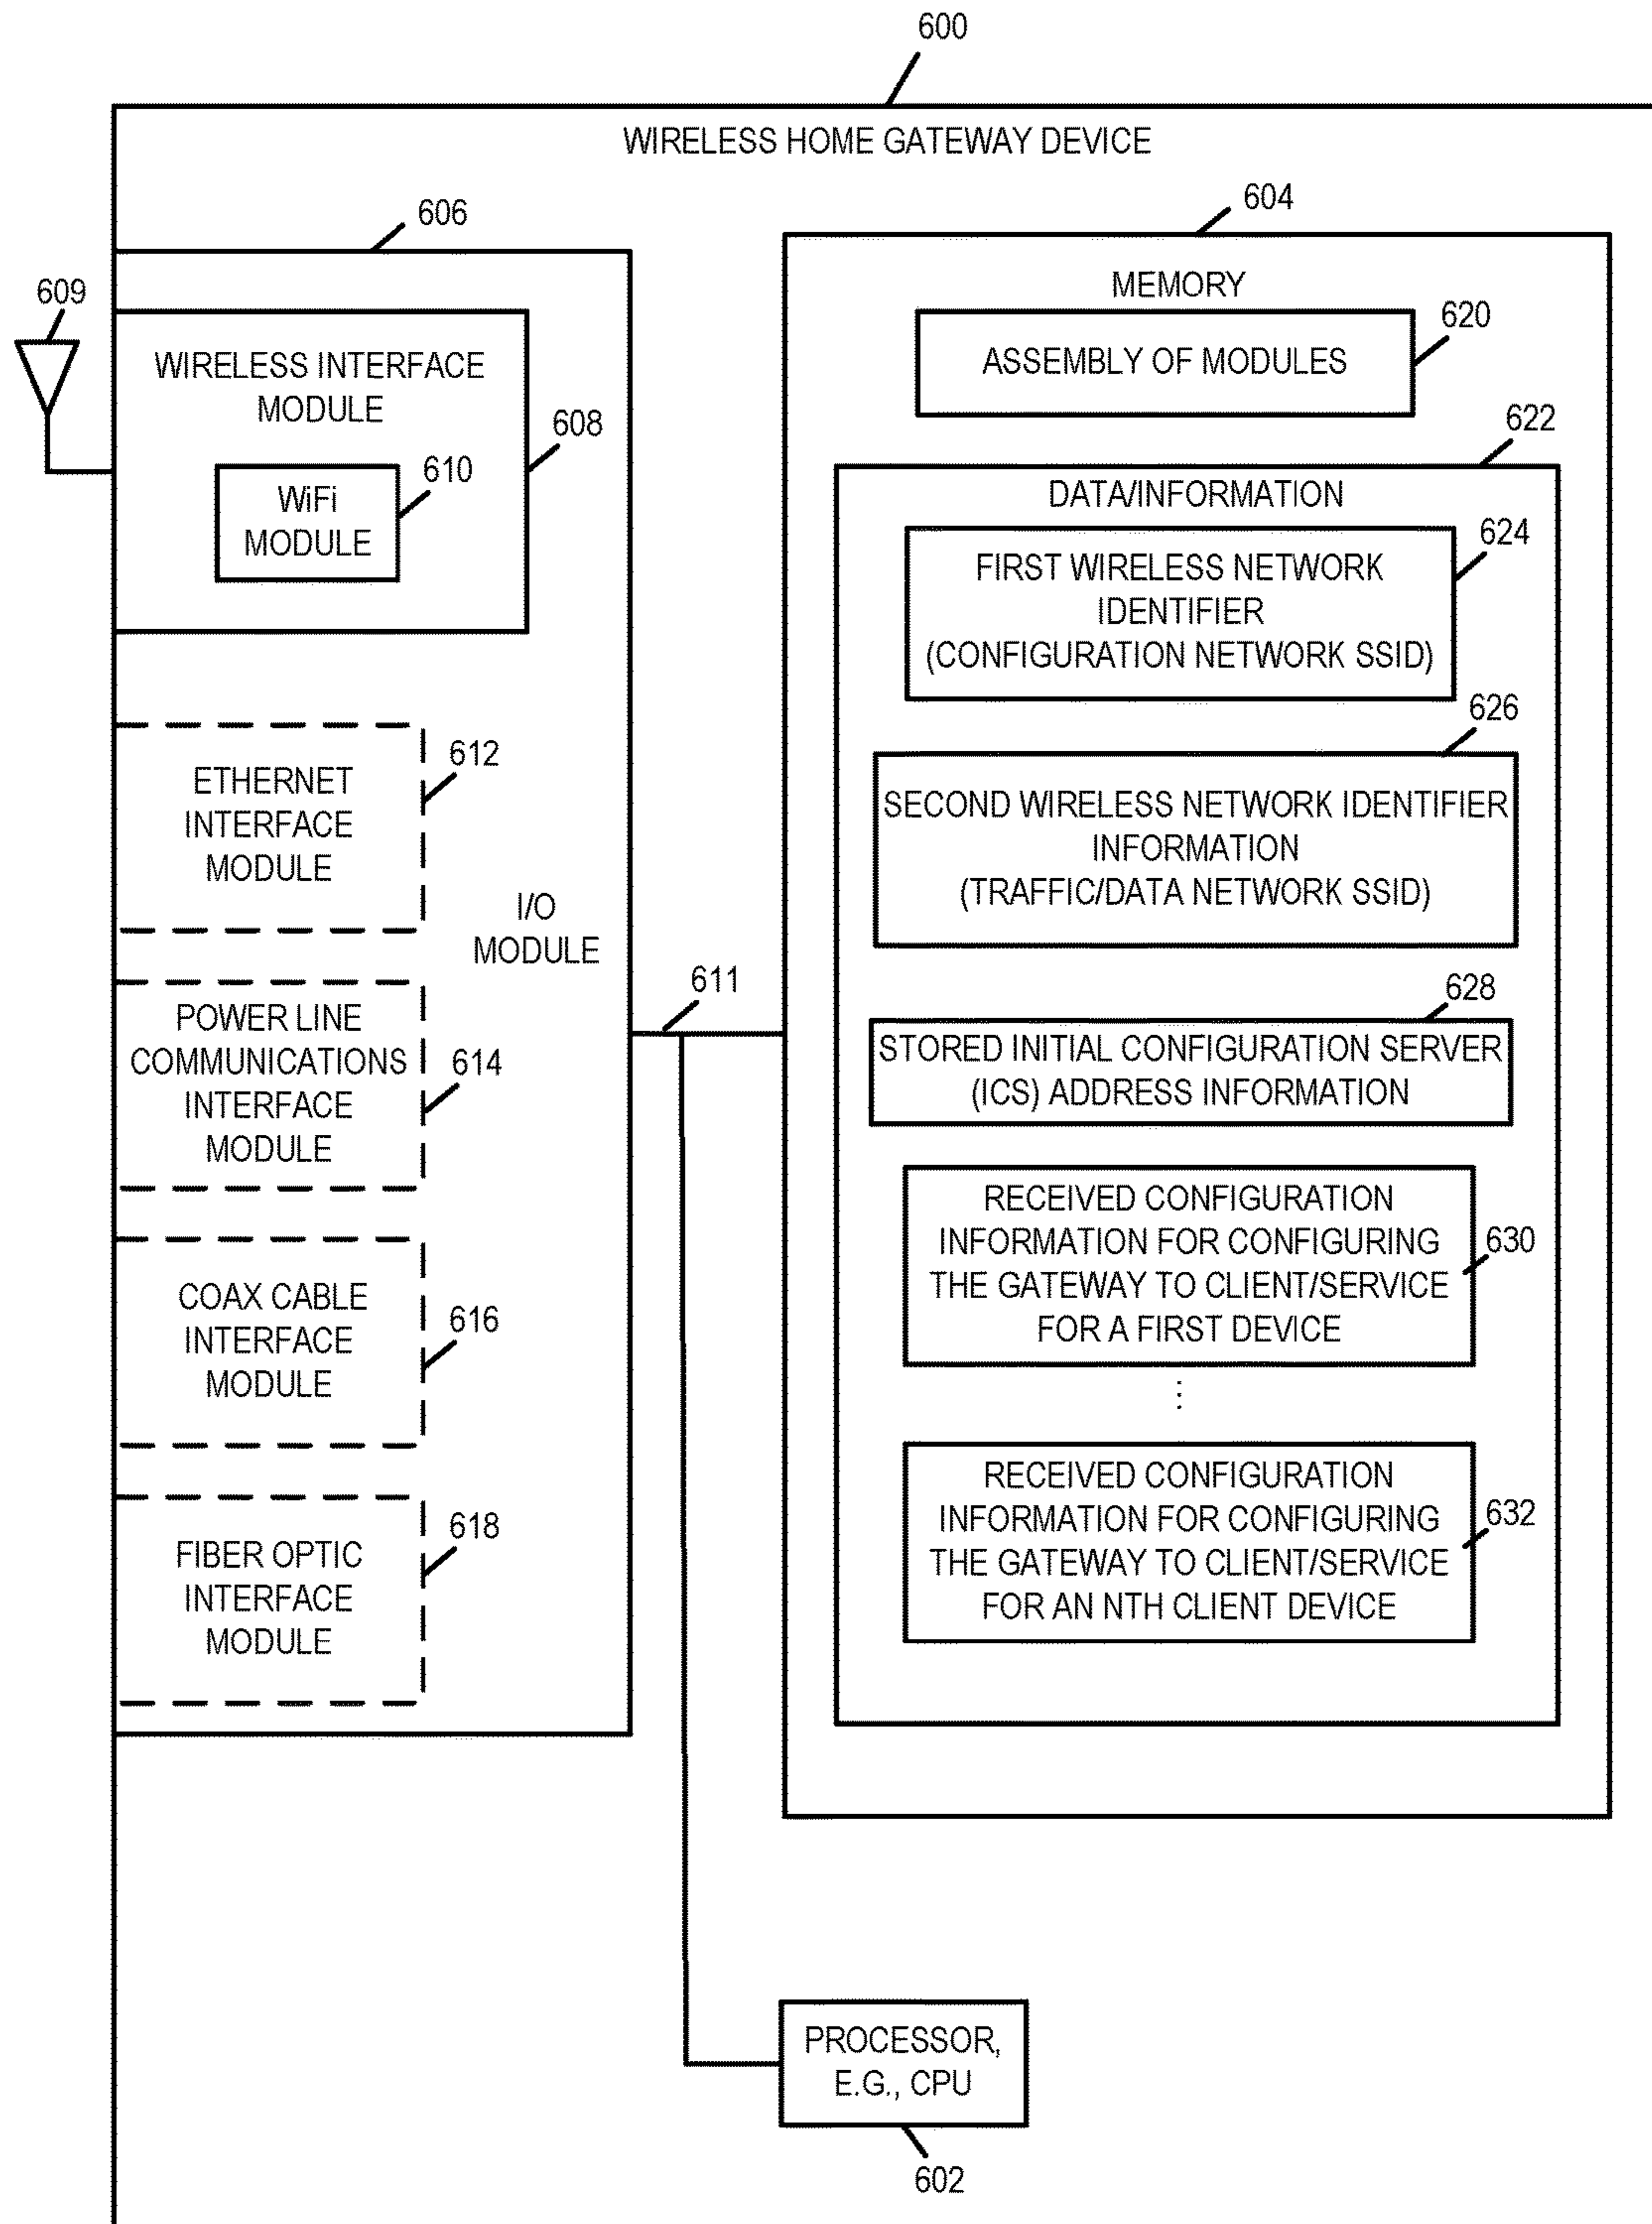 600
WIRELESS HOME GATEWAY DEVICE
606
604
609
WIRELESS INTERFACE
MODULE
608
WiFi
MODULE
610
ETHERNET
INTERFACE
MODULE
612
I/O
MODULE
POWER LINE
COMMUNICATIONS
INTERFACE
MODULE
614
COAX CABLE
INTERFACE
MODULE
616
FIBER OPTIC
INTERFACE
MODULE
618
611
MEMORY
ASSEMBLY OF MODULES
620
622
DATA/INFORMATION
FIRST WIRELESS NETWORK
IDENTIFIER
(CONFIGURATION NETWORK SSID)
624
626
SECOND WIRELESS NETWORK IDENTIFIER
INFORMATION
(TRAFFIC/DATA NETWORK SSID)
628
STORED INITIAL CONFIGURATION SERVER
(ICS) ADDRESS INFORMATION
RECEIVED CONFIGURATION
INFORMATION FOR CONFIGURING
THE GATEWAY TO CLIENT/SERVICE
FOR A FIRST DEVICE
630
⋮
RECEIVED CONFIGURATION
INFORMATION FOR CONFIGURING
THE GATEWAY TO CLIENT/SERVICE
FOR AN NTH CLIENT DEVICE
632
PROCESSOR,
E.G., CPU
602